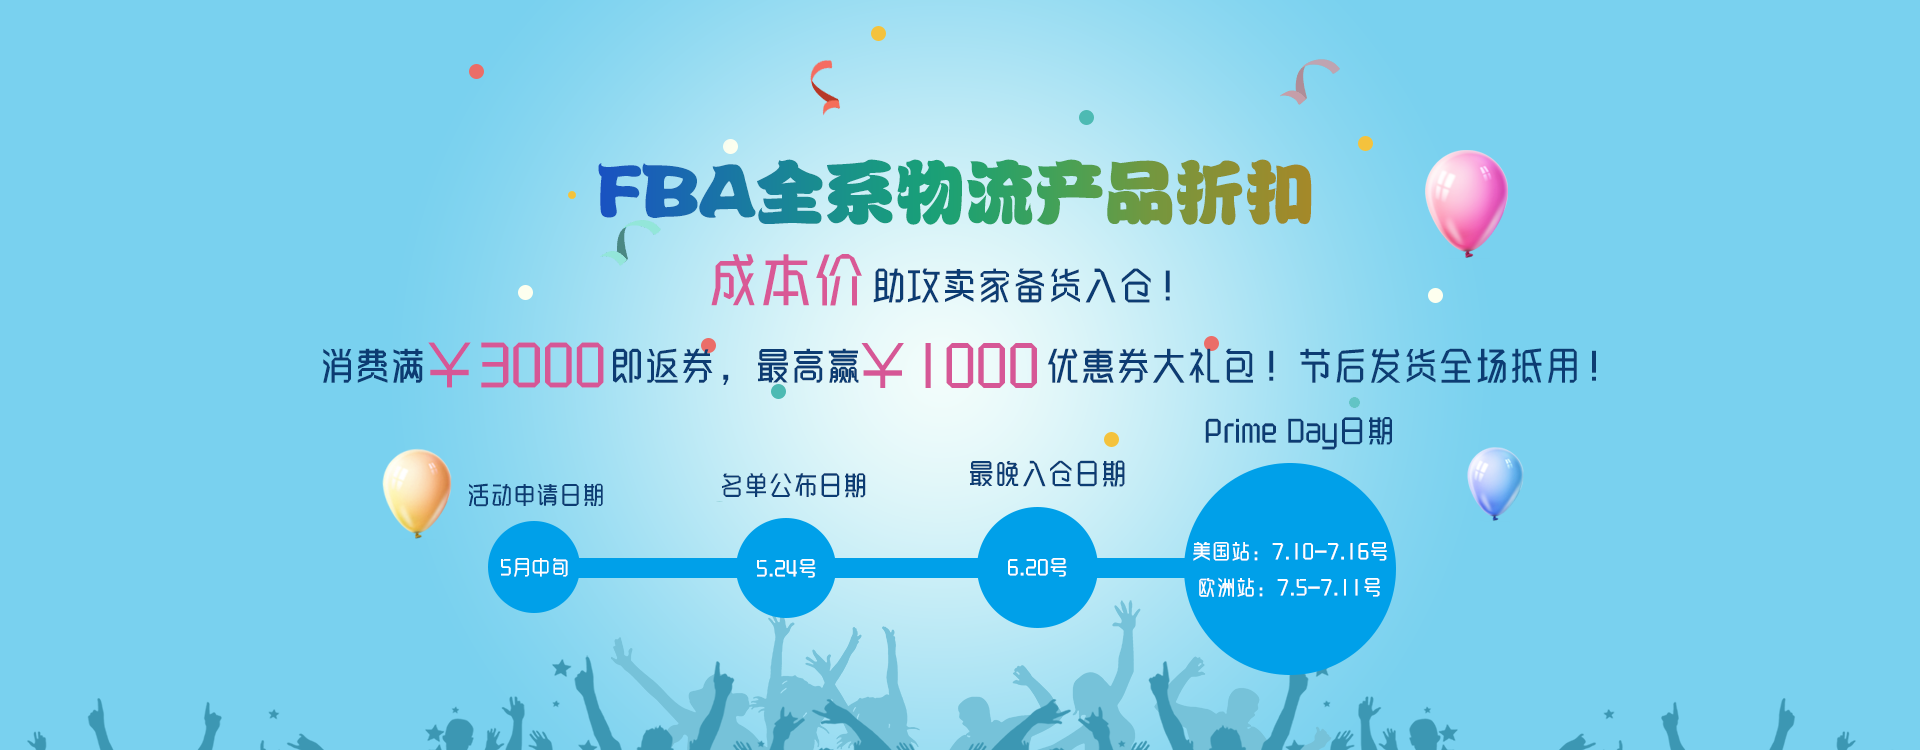 FBA全系物流产品折扣
成本价助攻卖家备货入仓！
消费满￥3000即返券，最高赢￥1000优惠券大礼包！节后发货全场抵用！
活动申请日期
5月中旬
名单公布日期
5.24号
最晚入仓日期
6.20号
Prime Day日期
美国站：7.10-7.16号
欧洲站：7.5-7.11号